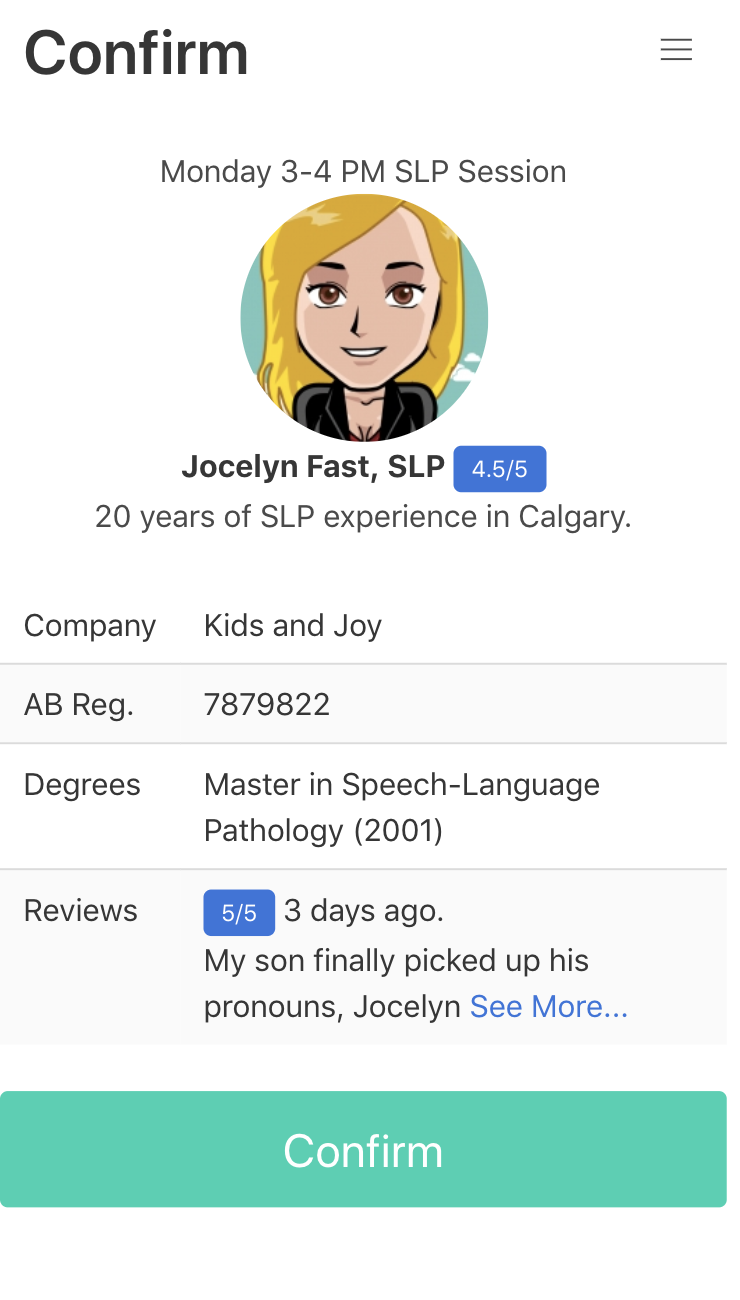 Confirm
Monday 3-4 PM SLP Session
Jocelyn Fast, SLP 4.5/5
20 years of SLP experience in Calgary.
Company Kids and Joy
AB Reg. 7879822
Degrees Master in Speech-Language
Pathology (2001)
Reviews 5/5 3 days ago.
My son finally picked up his
pronouns, Jocelyn See More...
Confirm